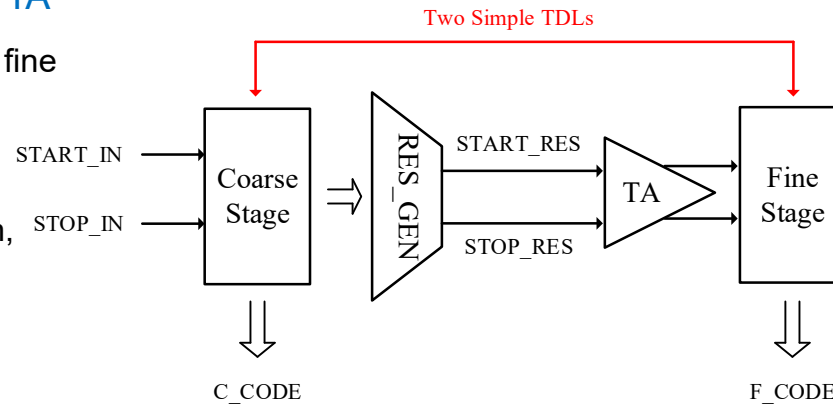 TA
fine
n,
Two Simple TDLs
START_IN
STOP_IN
Coarse
Stage
RES_GEN
START_RES
STOP_RES
TA
Fine
Stage
C_CODE
F_CODE